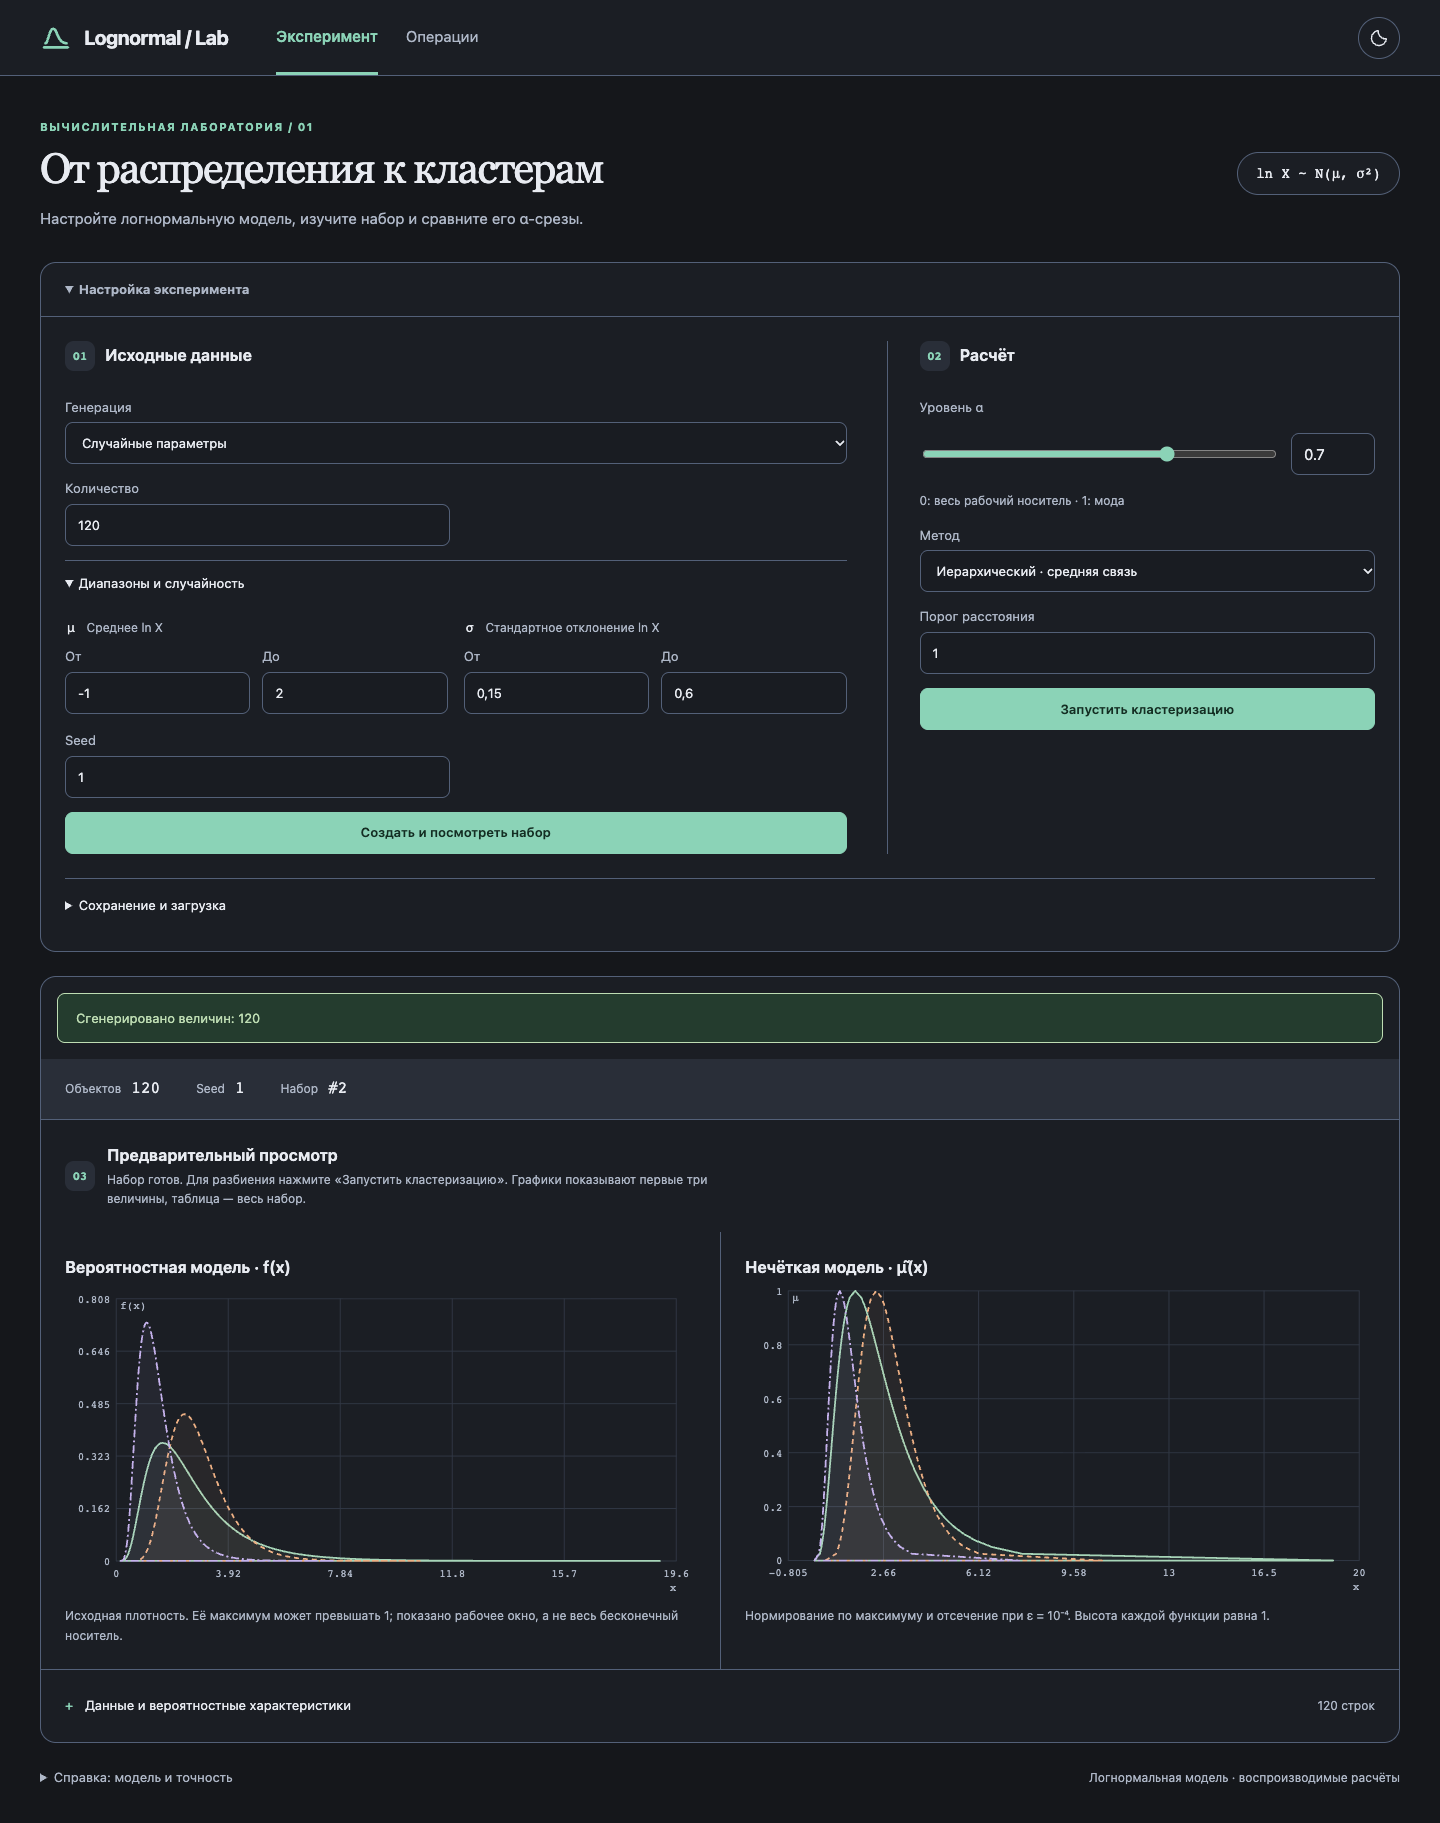 Lognormal / Lab
Эксперимент
Операции
ВЫЧИСЛИТЕЛЬНАЯ ЛАБОРАТОРИЯ / 01
От распределения к кластерам
ln X ~ N(μ, σ²)
Настройте логнормальную модель, изучите набор и сравните его α-срезы.
Настройка эксперимента
01 Исходные данные
Генерация
Случайные параметры
Количество
120
Диапазоны и случайность
μ Среднее ln X
σ Стандартное отклонение ln X
От
До
От
До
-1
2
0,15
0,6
Seed
1
Создать и посмотреть набор
02 Расчёт
Уровень α
0.7
0: весь рабочий носитель · 1: мода
Метод
Иерархический · средняя связь
Порог расстояния
1
Запустить кластеризацию
Сохранение и загрузка
Сгенерировано величин: 120
Объектов 120 Seed 1 Набор #2
03 Предварительный просмотр
Набор готов. Для разбиения нажмите «Запустить кластеризацию». Графики показывают первые три
величины, таблица — весь набор.
Вероятностная модель · f(x)
0.808
f(x)
0.646
0.485
0.323
0.162
0
0 3.92 7.84 11.8 15.7 19.6
x
Исходная плотность. Её максимум может превышать 1; показано рабочее окно, а не весь бесконечный
носитель.
Нечёткая модель · μ̃(x)
1
μ
0.8
0.6
0.4
0.2
0
-0.805 2.66 6.12 9.58 13 16.5 20
x
Нормирование по максимуму и отсечение при ε = 10⁻⁴. Высота каждой функции равна 1.
+ Данные и вероятностные характеристики
120 строк
Справка: модель и точность
Логнормальная модель · воспроизводимые расчёты